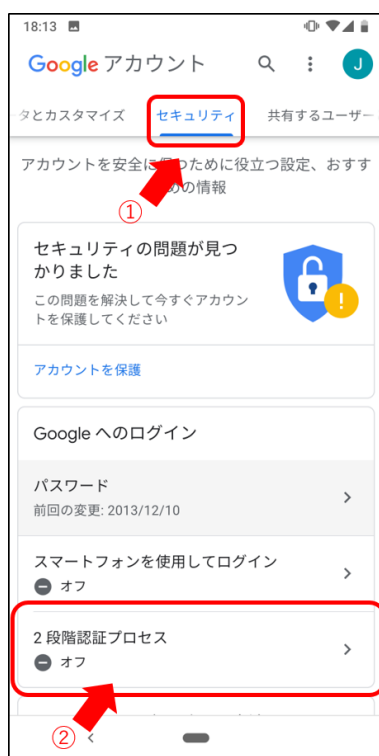 18:13
Google アカウント
J
タとカスタマイズ セキュリティ 共有するユーザー
アカウントを安全に保つために役立つ設定、おすす
めの情報
①
セキュリティの問題が見つ
かりました
この問題を解決して今すぐアカウン
トを保護してください
アカウントを保護
Google へのログイン
パスワード
前回の変更: 2013/12/10
スマートフォンを使用してログイン
オフ
2 段階認証プロセス
オフ
②